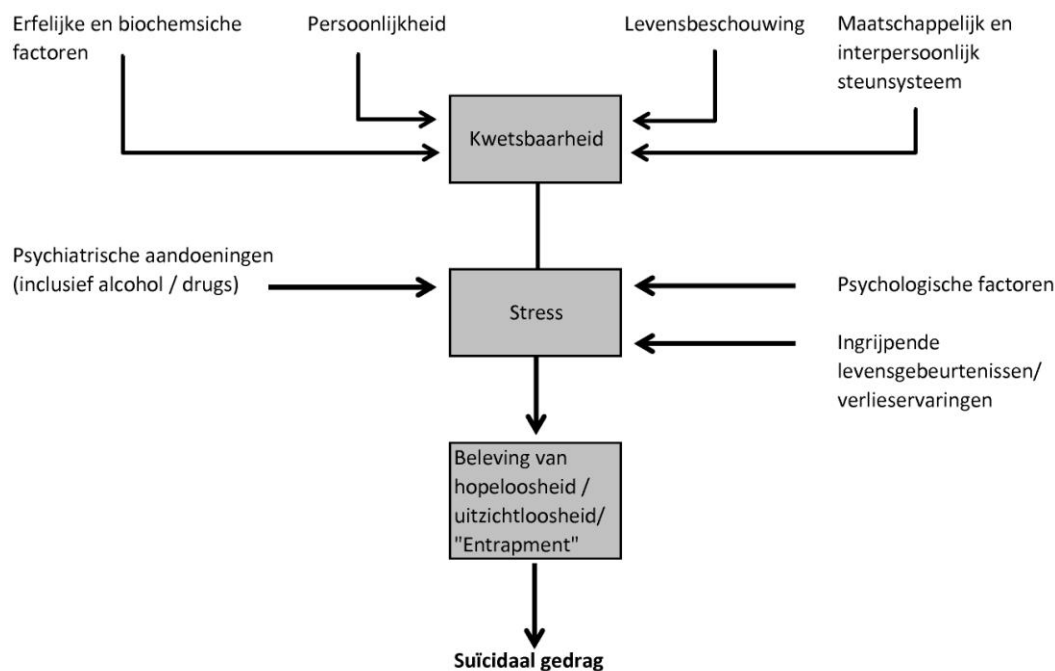 Erfelijke en biochemsiche
factoren
Persoonlijkheid
Levensbeschouwing
Maatschappelijk en
interpersoonlijk
steunsysteem
Kwetsbaarheid
Psychiatrische aandoeningen
(inclusief alcohol / drugs)
Stress
Psychologische factoren
Ingrijpende
levensgebeurtenissen/
verlieservaringen
Beleving van
hopeloosheid /
uitzichtloosheid/
"Entrapment"
Suïcidaal gedrag